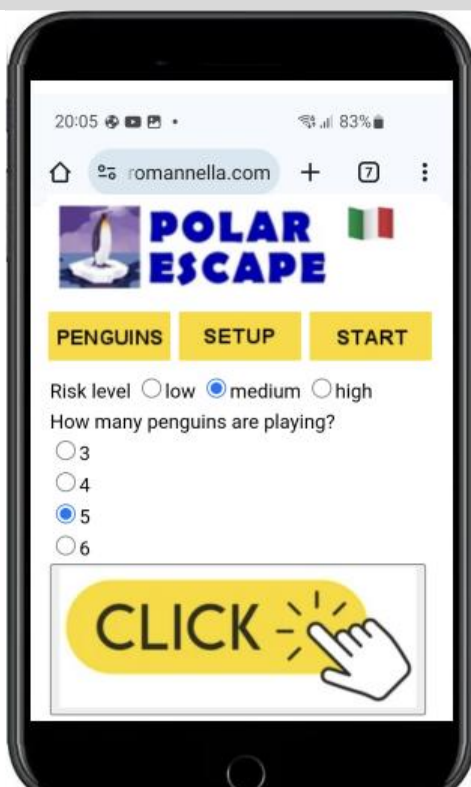 20:05 83%
romannella.com 7
POLAR
ESCAPE
PENGUINS SETUP START
Risk level low medium high
How many penguins are playing?
3
4
5
6
CLICK